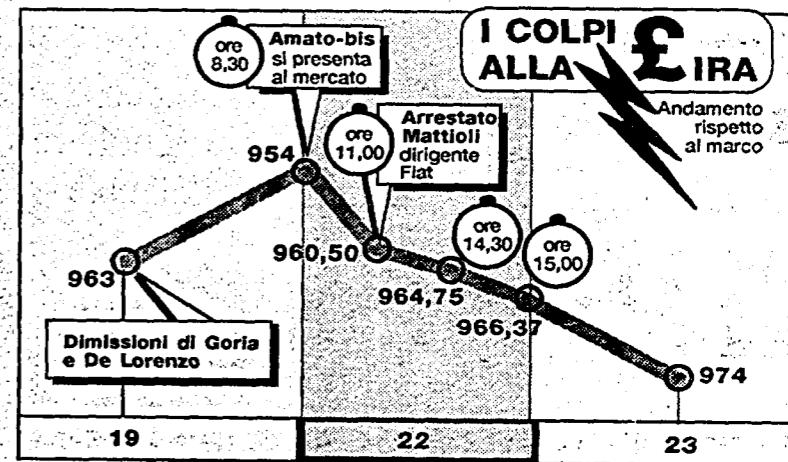 I COLPI
ALLA £IRA
Andamento
rispetto
al marco
ore
8,30
Amato-bis
si presenta
al mercato
954
ore
11,00
Arrestato
Mattioli
dirigente
Fiat
963
960,50
ore
14,30
964,75
ore
15,00
966,37
974
Dimissioni di Goria
e De Lorenzo
19
22
23